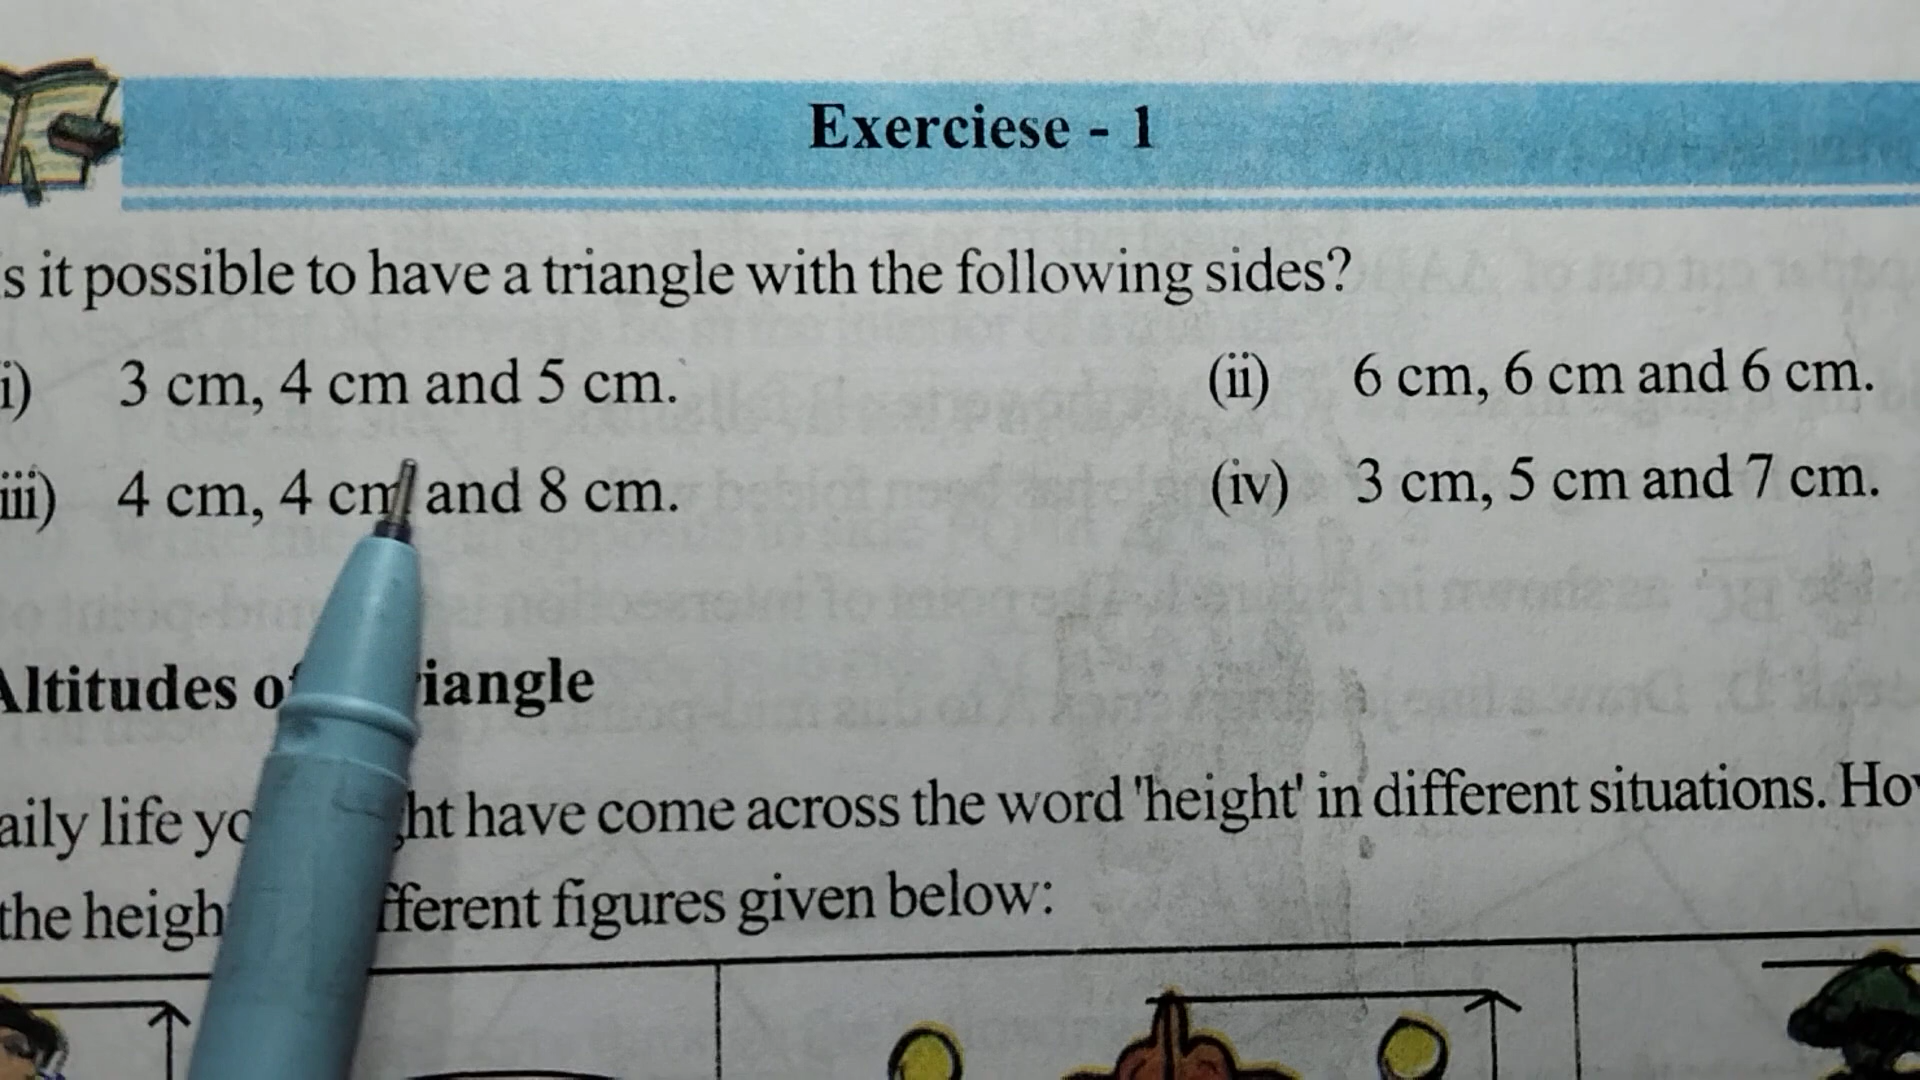 Exerciese - 1
s it possible to have a triangle with the following sides?
i) 3 cm, 4 cm and 5 cm. (ii) 6 cm, 6 cm and 6 cm.
iii) 4 cm, 4 cm and 8 cm. (iv) 3 cm, 5 cm and 7 cm.
Altitudes of iangle
aily life yo ht have come across the word 'height' in different situations. Ho
the heigh fferent figures given below: